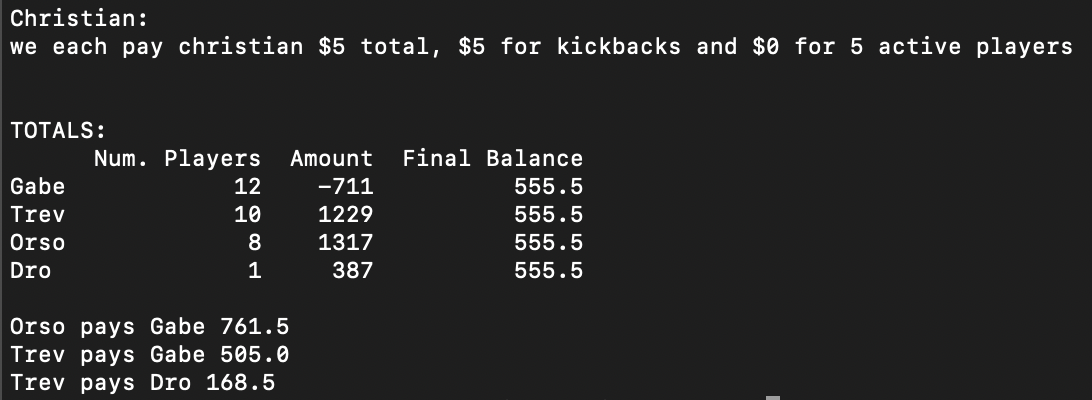 Christian:
we each pay christian $5 total, $5 for kickbacks and $0 for 5 active players
TOTALS:
Num. Players Amount Final Balance
Gabe 12 -711 555.5
Trev 10 1229 555.5
Orso 8 1317 555.5
Dro 1 387 555.5
Orso pays Gabe 761.5
Trev pays Gabe 505.0
Trev pays Dro 168.5